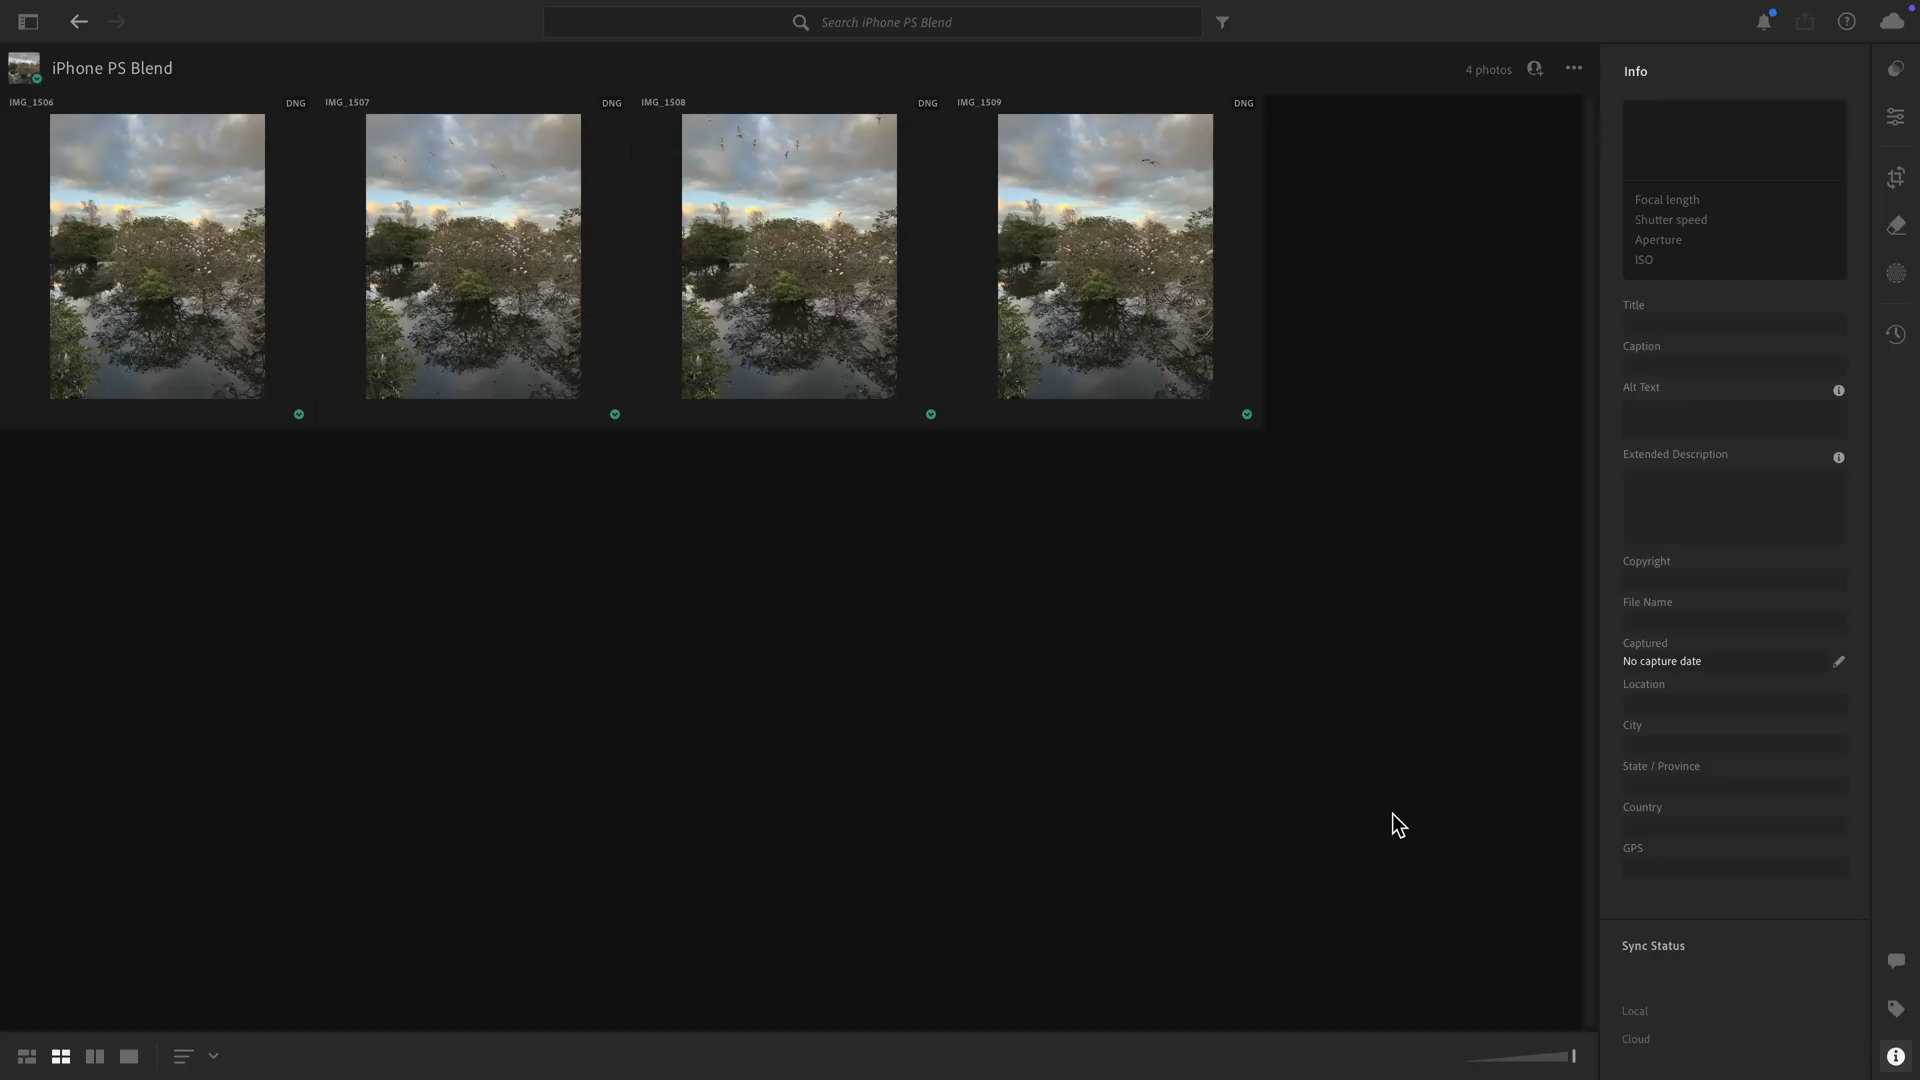 Search iPhone PS Blend
iPhone PS Blend
4 photos
IMG_1506
DNG
IMG_1507
DNG
IMG_1508
DNG
IMG_1509
DNG
Info
Focal length
Shutter speed
Aperture
ISO
Title
Caption
Alt Text
Extended Description
Copyright
File Name
Captured
No capture date
Location
City
State / Province
Country
GPS
Sync Status
Local
Cloud